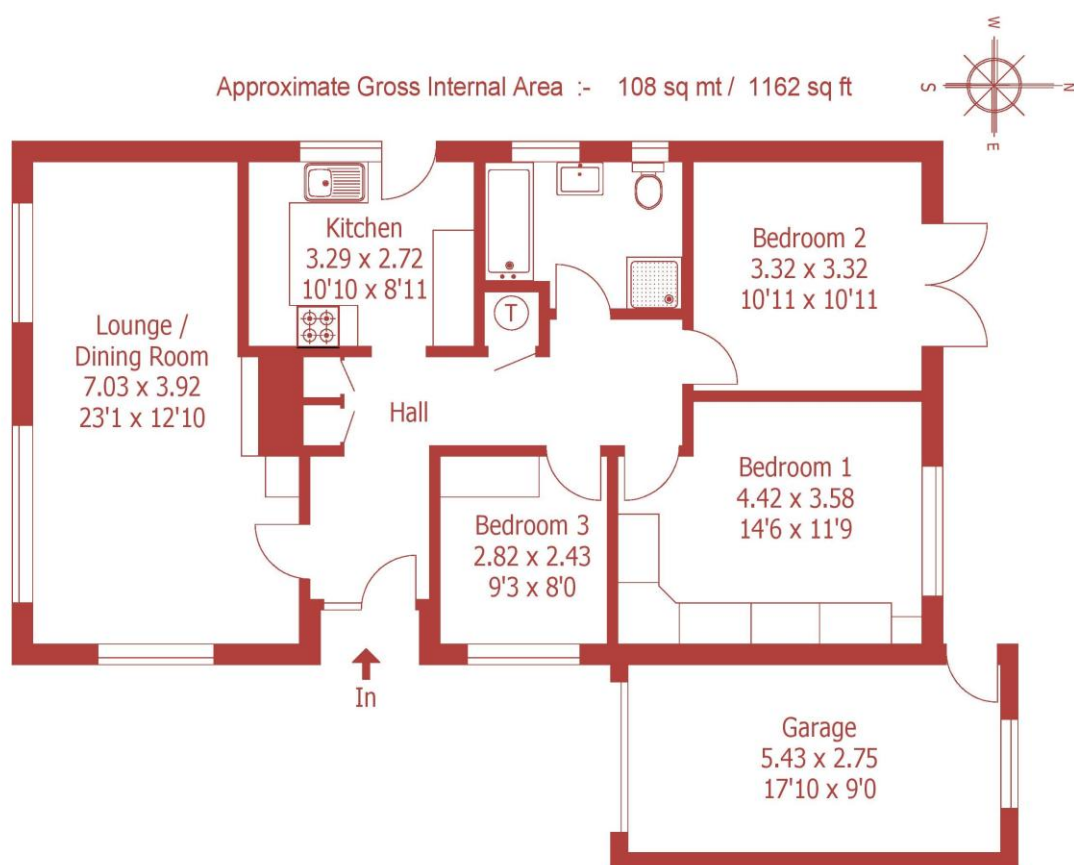 W
S
N
E
Approximate Gross Internal Area :- 108 sq mt / 1162 sq ft
Kitchen
3.29 x 2.72
10'10 x 8'11
T
Bedroom 2
3.32 x 3.32
10'11 x 10'11
Lounge /
Dining Room
7.03 x 3.92
23'1 x 12'10
Hall
Bedroom 1
4.42 x 3.58
14'6 x 11'9
Bedroom 3
2.82 x 2.43
9'3 x 8'0
In
Garage
5.43 x 2.75
17'10 x 9'0